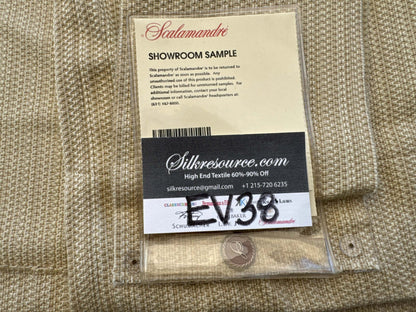 Scalamandré
SHOWROOM SAMPLE
This property of Scalamandré is to be returned to
Scalamandré as soon as possible. Any
unauthorized use of this product is prohibited.
Clients may be billed for unreturned samples. For
additional information, contact your local
showroom or call Scalamandré headquarters at:
Silkresource.com
High End Textile 60%-90% Off
silkresource@gmail.com +1 215-720 6235
EV38
Schumacher
Scalamandré